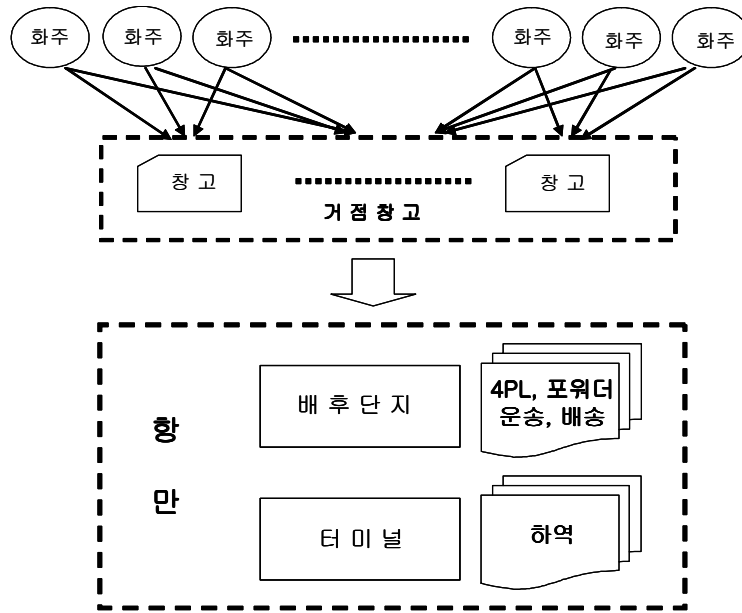 화주 화주 화주 화주 화주 화주
창 고 창 고
거 점 창 고
배 후 단 지
4PL, 포워더
운송, 배송
항
만
터 미 널
하역